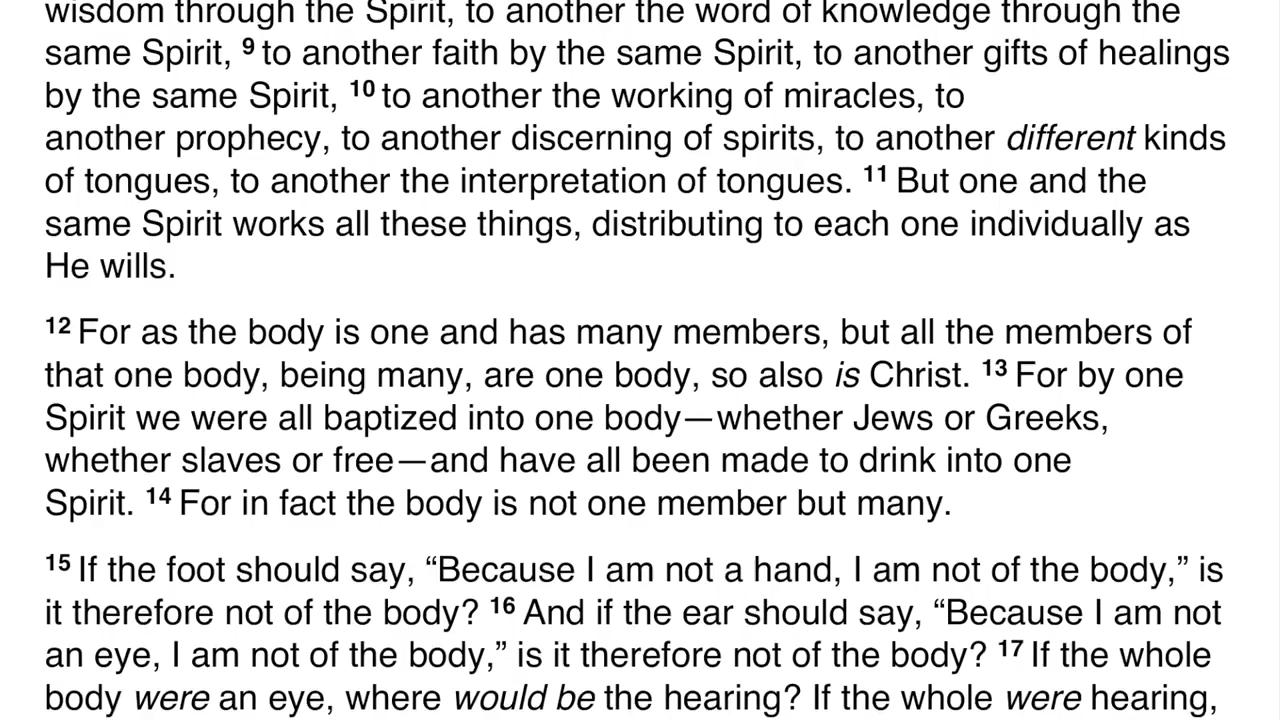 wisdom through the Spirit, to another the word of knowledge through the
same Spirit, 9 to another faith by the same Spirit, to another gifts of healings
by the same Spirit, 10 to another the working of miracles, to
another prophecy, to another discerning of spirits, to another different kinds
of tongues, to another the interpretation of tongues. 11 But one and the
same Spirit works all these things, distributing to each one individually as
He wills.
12 For as the body is one and has many members, but all the members of
that one body, being many, are one body, so also is Christ. 13 For by one
Spirit we were all baptized into one body—whether Jews or Greeks,
whether slaves or free—and have all been made to drink into one
Spirit. 14 For in fact the body is not one member but many.
15 If the foot should say, “Because I am not a hand, I am not of the body,” is
it therefore not of the body? 16 And if the ear should say, “Because I am not
an eye, I am not of the body,” is it therefore not of the body? 17 If the whole
body were an eye, where would be the hearing? If the whole were hearing,